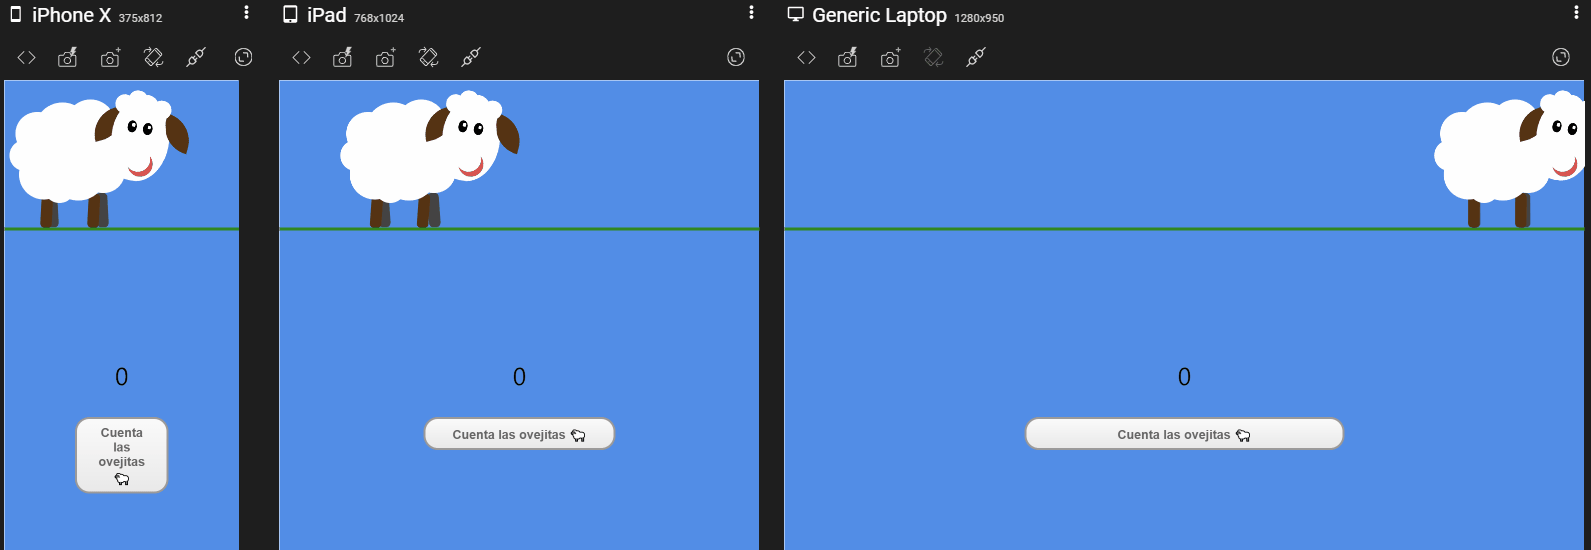 iPhone X 375x812
0
Cuenta
las
ovejitas
iPad 768x1024
0
Cuenta las ovejitas
Generic Laptop 1280x950
0
Cuenta las ovejitas